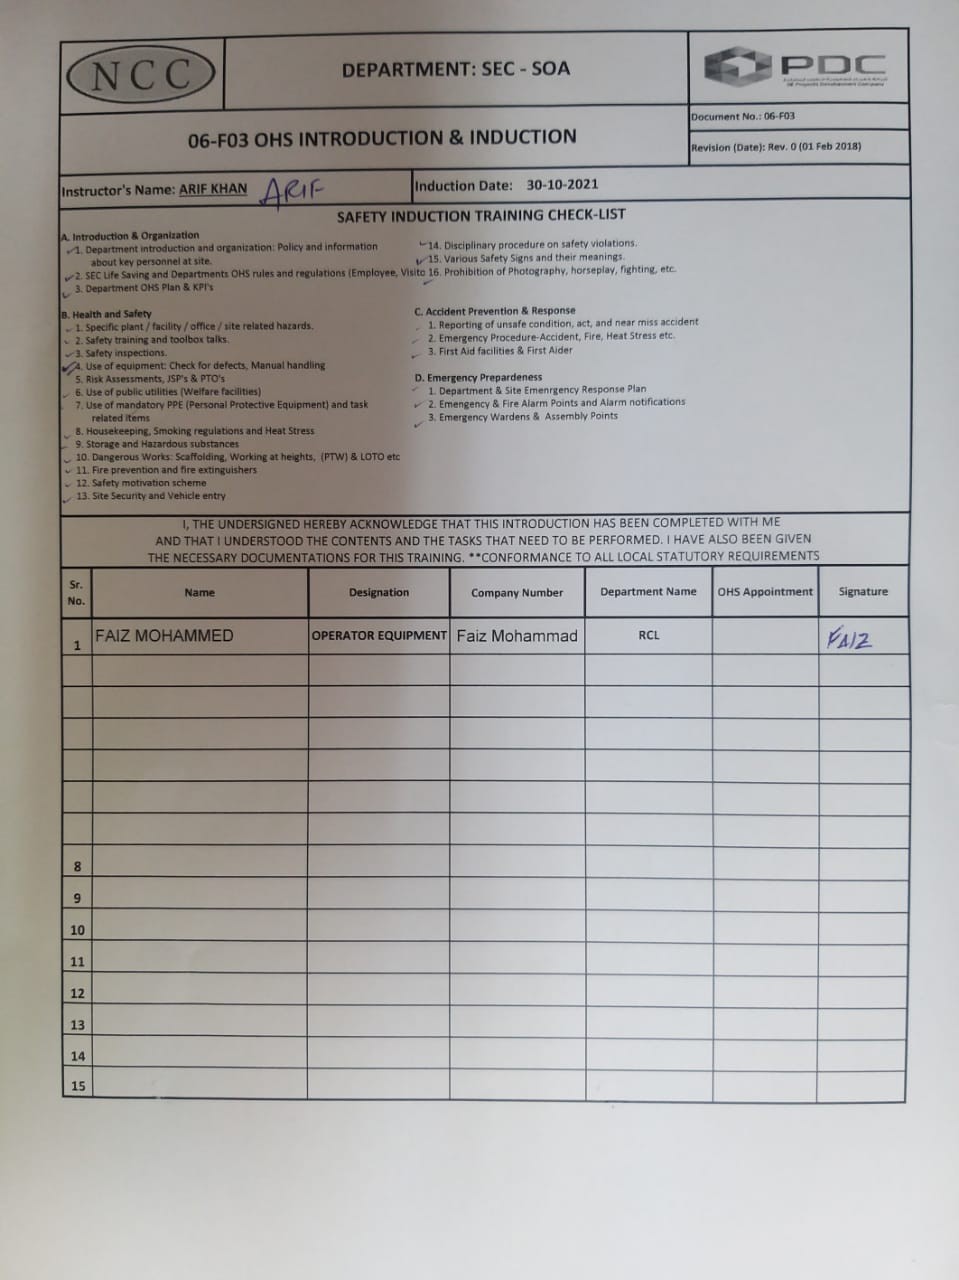 NCC
DEPARTMENT: SEC - SOA
PDC
Document No.: 06-F03
06-F03 OHS INTRODUCTION & INDUCTION
Revision (Date): Rev. 0 (01 Feb 2018)
Instructor's Name: ARIF KHAN ARIF
Induction Date: 30-10-2021
SAFETY INDUCTION TRAINING CHECK-LIST
A. Introduction & Organization
1. Department introduction and organization: Policy and information
about key personnel at site.
2. SEC Life Saving and Departments OHS rules and regulations (Employee, Visito
3. Department OHS Plan & KPI's
14. Disciplinary procedure on safety violations.
15. Various Safety Signs and their meanings.
16. Prohibition of Photography, horseplay, fighting, etc.
B. Health and Safety
1. Specific plant / facility / office / site related hazards.
2. Safety training and toolbox talks.
3. Safety inspections.
4. Use of equipment: Check for defects, Manual handling
5. Risk Assessments, JSP's & PTO's
6. Use of public utilities (Welfare facilities)
7. Use of mandatory PPE (Personal Protective Equipment) and task
related items
8. Housekeeping, Smoking regulations and Heat Stress
9. Storage and Hazardous substances
10. Dangerous Works: Scaffolding, Working at heights, (PTW) & LOTO etc
11. Fire prevention and fire extinguishers
12. Safety motivation scheme
13. Site Security and Vehicle entry
C. Accident Prevention & Response
1. Reporting of unsafe condition, act, and near miss accident
2. Emergency Procedure-Accident, Fire, Heat Stress etc.
3. First Aid facilities & First Aider
D. Emergency Prepardeness
1. Department & Site Emenrgency Response Plan
2. Emengency & Fire Alarm Points and Alarm notifications
3. Emergency Wardens & Assembly Points
I, THE UNDERSIGNED HEREBY ACKNOWLEDGE THAT THIS INTRODUCTION HAS BEEN COMPLETED WITH ME
AND THAT I UNDERSTOOD THE CONTENTS AND THE TASKS THAT NEED TO BE PERFORMED. I HAVE ALSO BEEN GIVEN
THE NECESSARY DOCUMENTATIONS FOR THIS TRAINING. **CONFORMANCE TO ALL LOCAL STATUTORY REQUIREMENTS
Sr. No. Name Designation Company Number Department Name OHS Appointment Signature
1 FAIZ MOHAMMED OPERATOR EQUIPMENT Faiz Mohammad RCL FAIZ
8
9
10
11
12
13
14
15